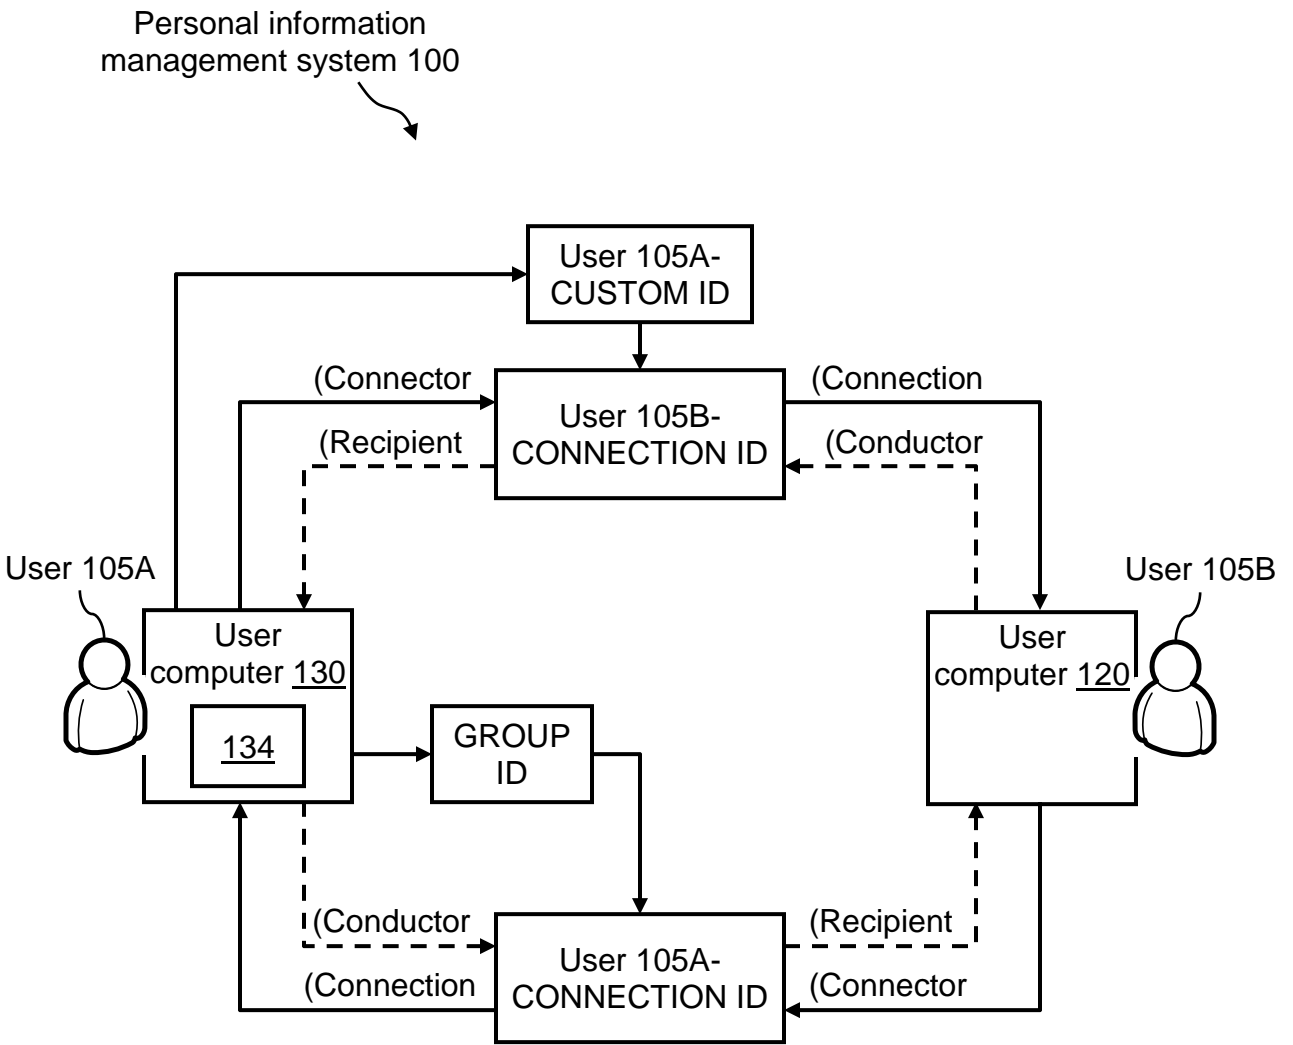 Personal information
management system 100
User 105A-
CUSTOM ID
(Connector
(Connection
User 105B-
CONNECTION ID
(Recipient
(Conductor
User 105A
User 105B
User
computer 130
134
User
computer 120
GROUP
ID
(Conductor
(Recipient
User 105A-
CONNECTION ID
(Connection
(Connector